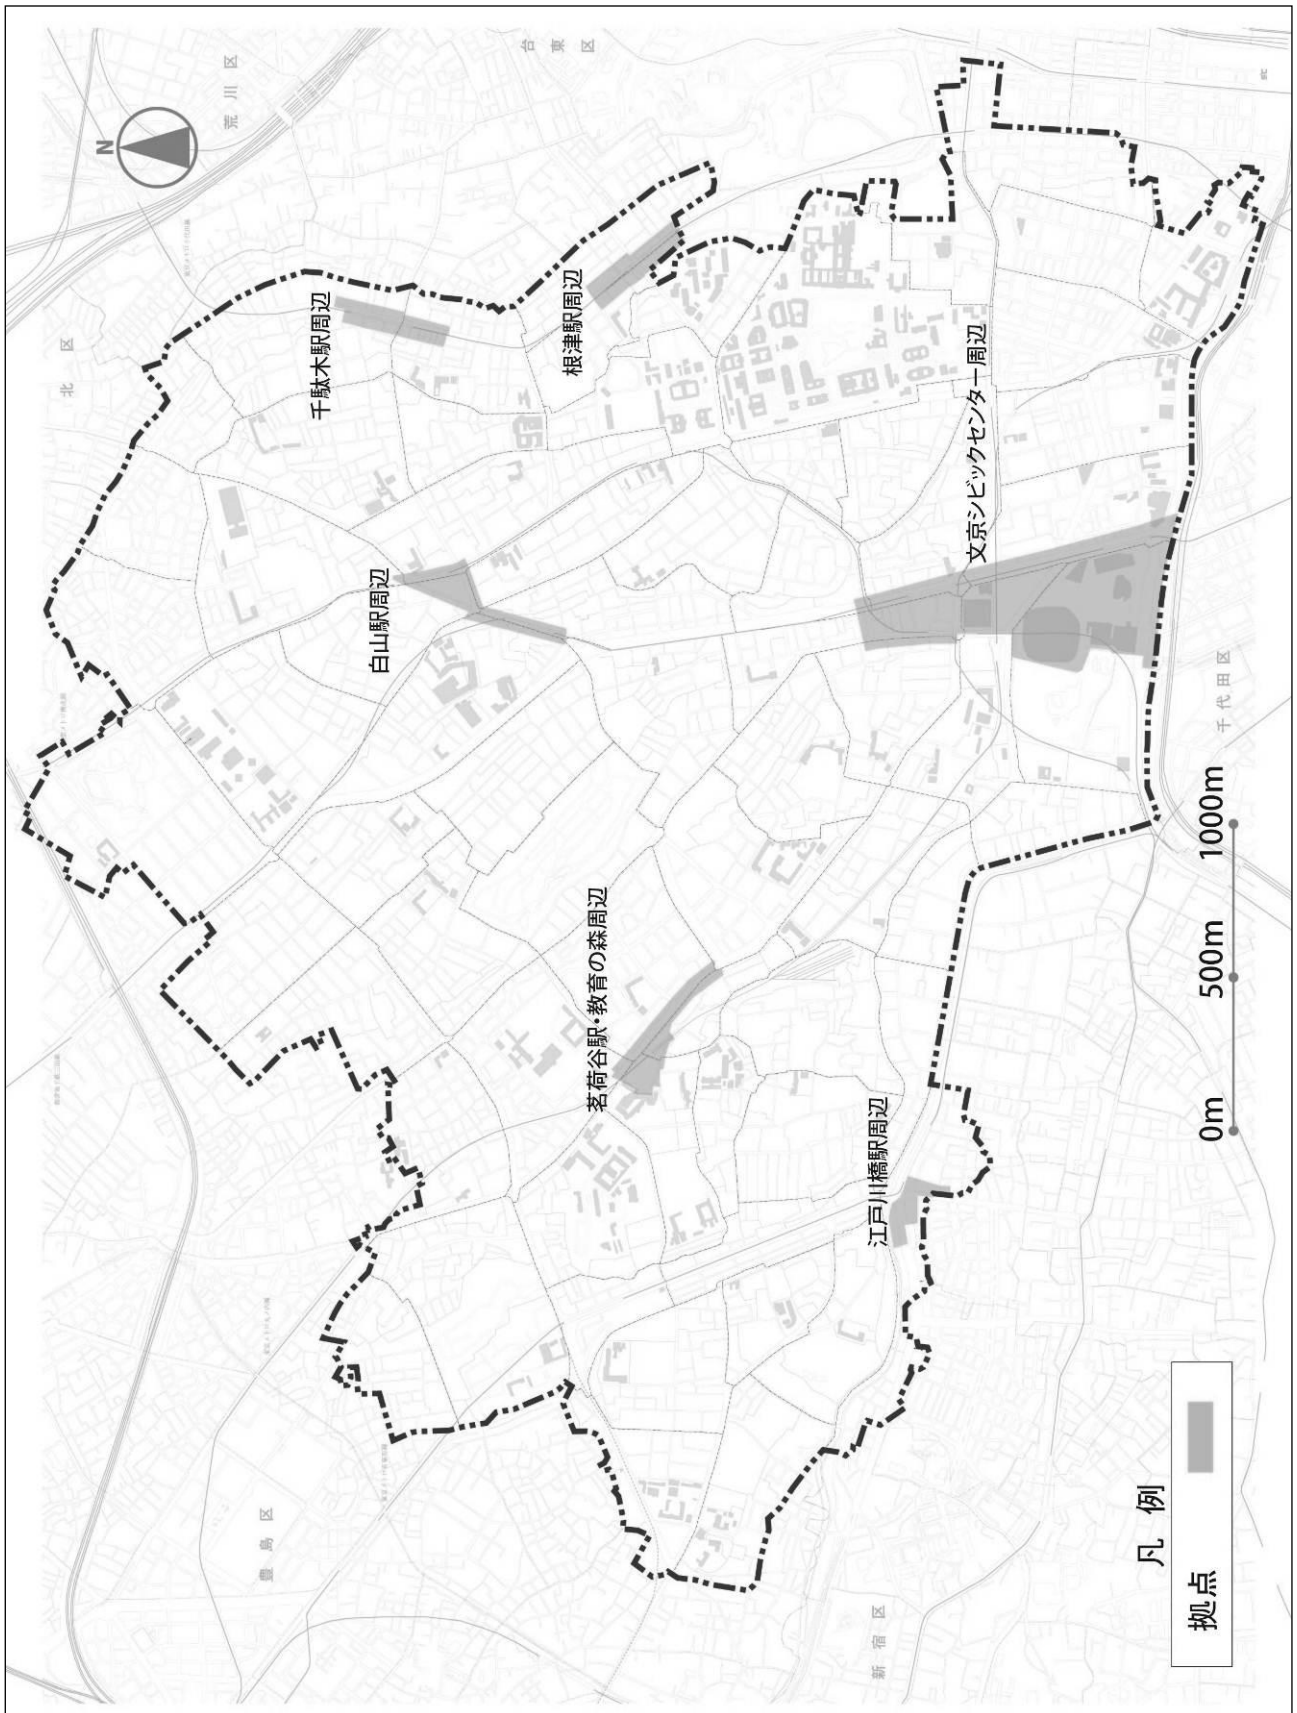 N
北区
荒川区
台東区
千駄木駅周辺
根津駅周辺
白山駅周辺
文京シビックセンター周辺
茗荷谷駅・教育の森周辺
江戸川橋駅周辺
豊島区
新宿区
千代田区
0m 500m 1000m
凡例
拠点